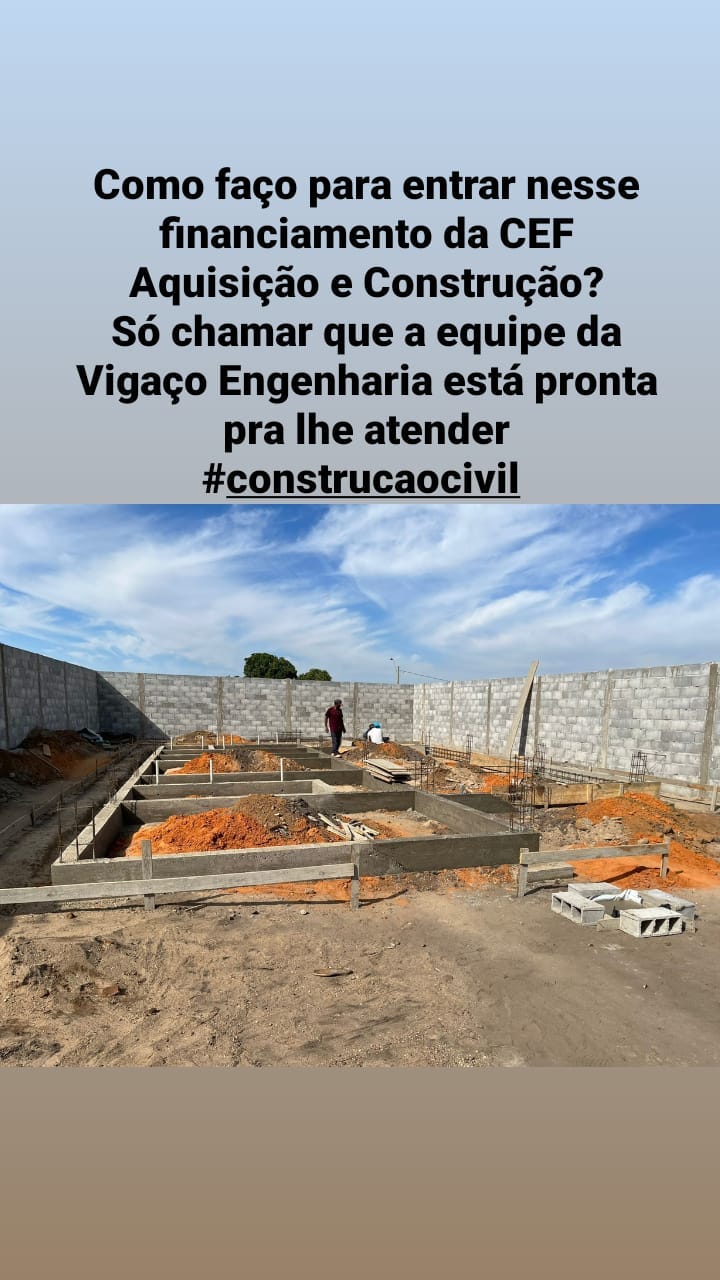 Como faço para entrar nesse
financiamento da CEF
Aquisição e Construção?
Só chamar que a equipe da
Vigaço Engenharia está pronta
pra lhe atender
#construcaocivil